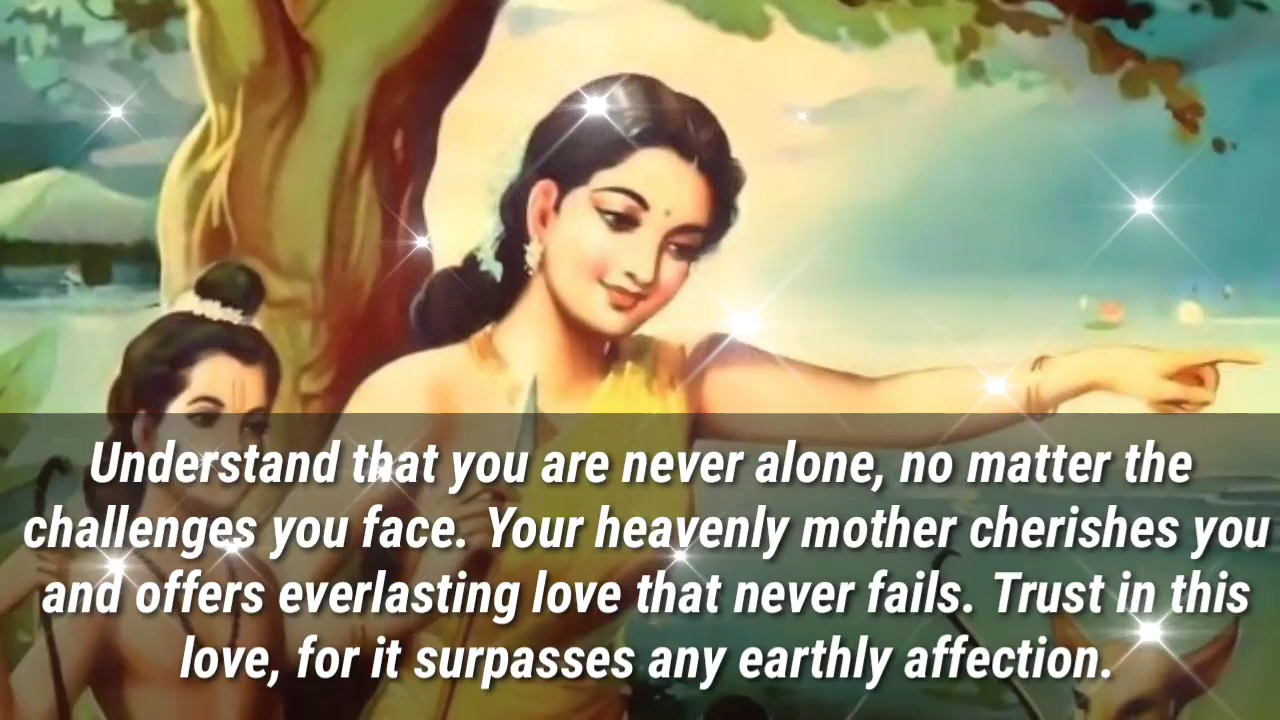 Understand that you are never alone, no matter the
challenges you face. Your heavenly mother cherishes you
and offers everlasting love that never fails. Trust in this
love, for it surpasses any earthly affection.